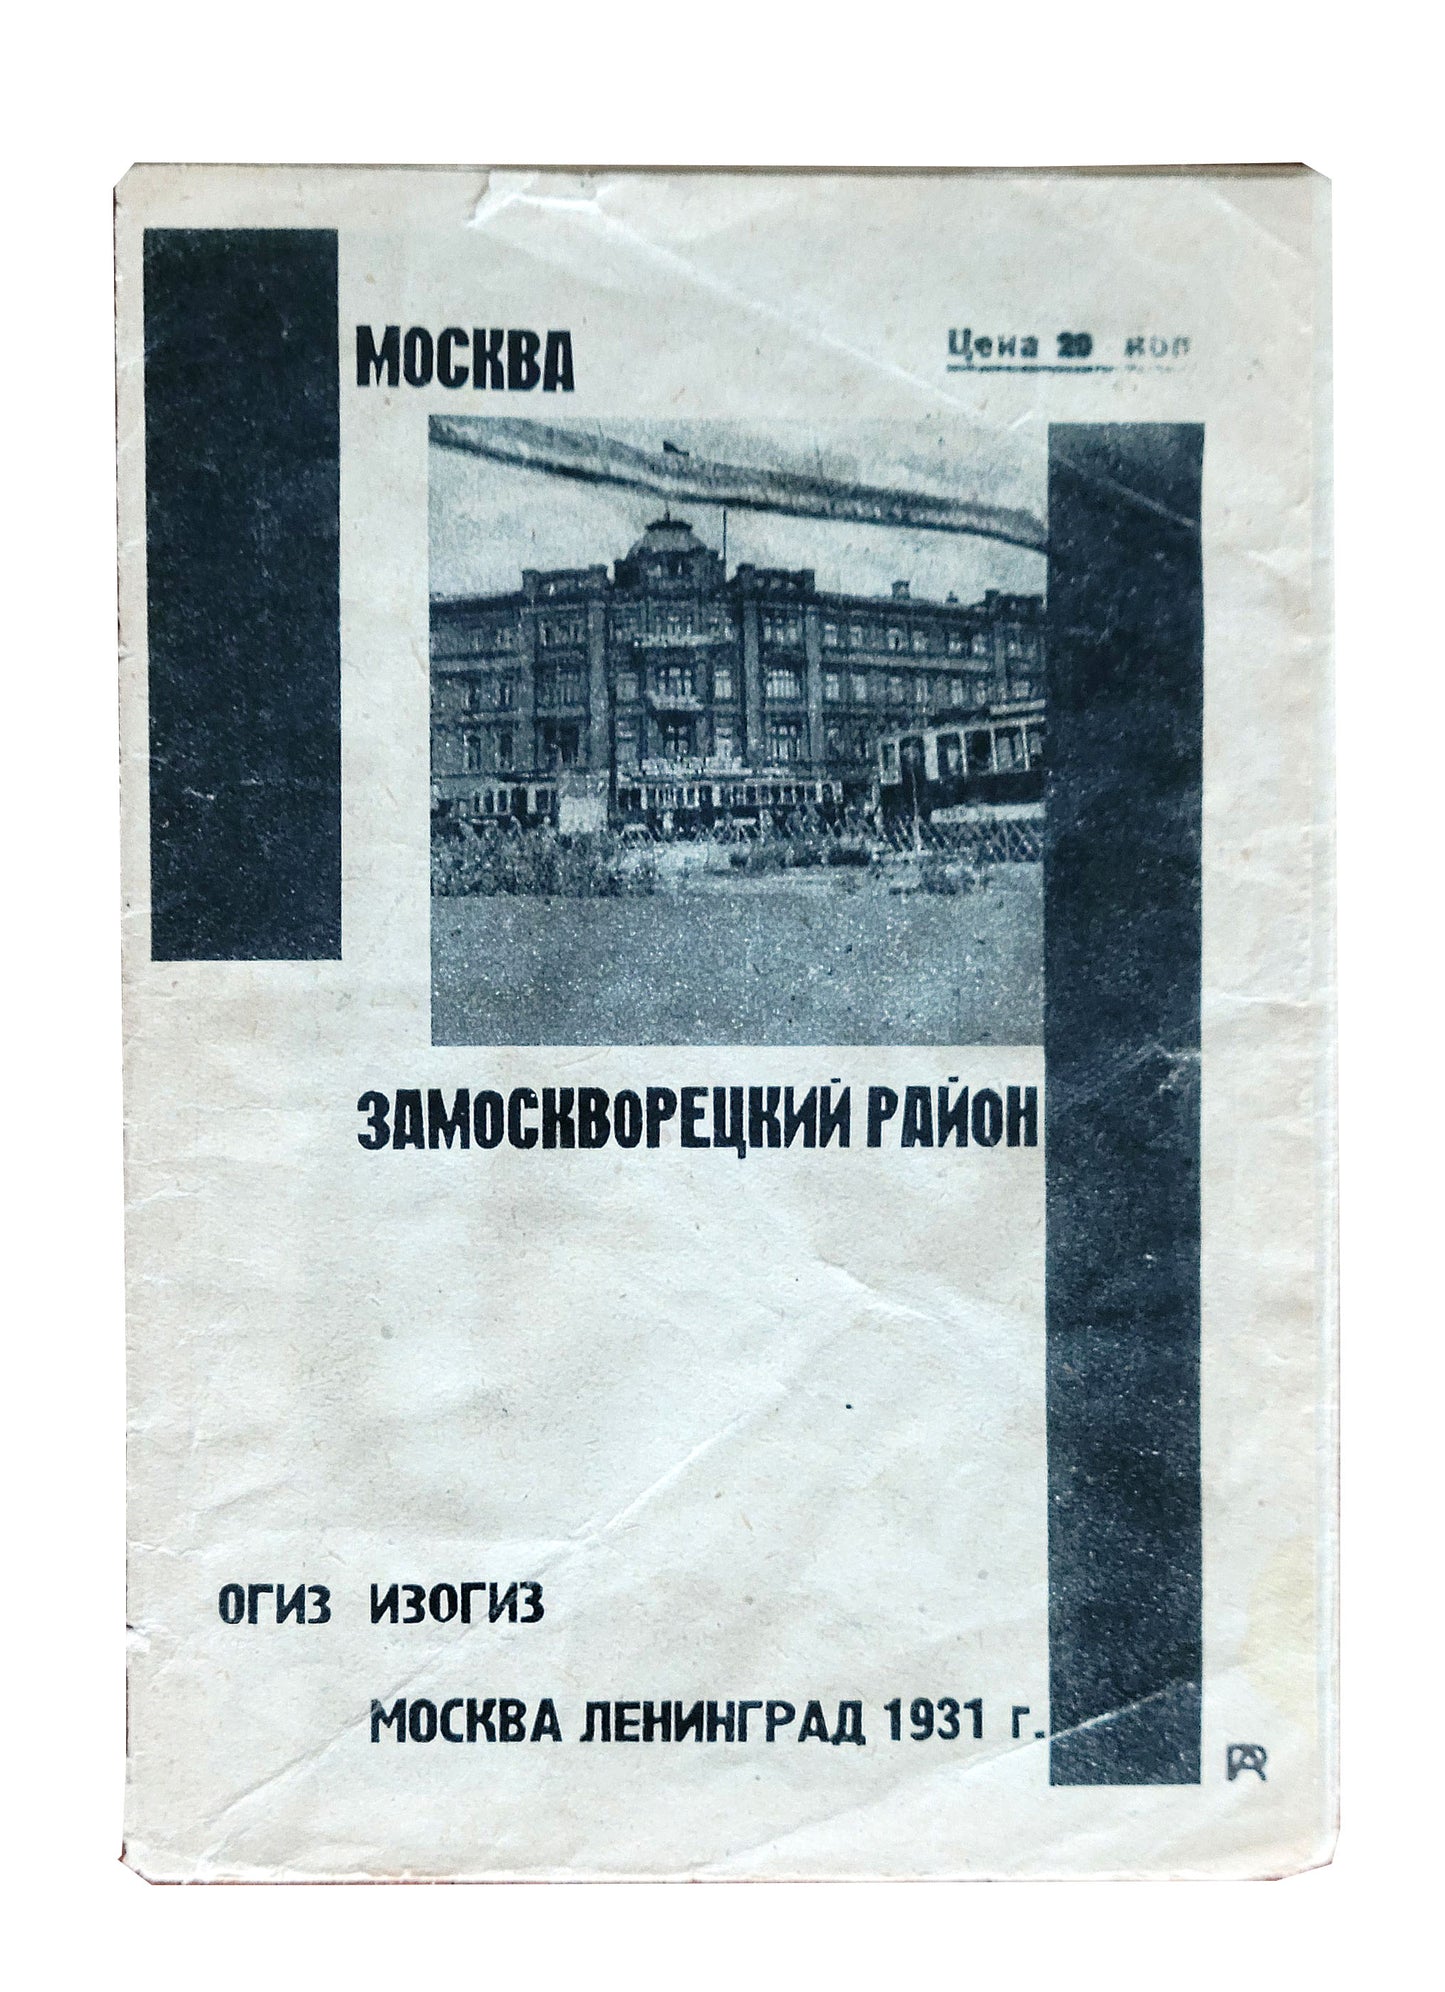 МОСКВА
Цена 20 коп
ЗАМОСКВОРЕЦКИЙ РАЙОН
ОГИЗ ИЗОГИЗ
МОСКВА ЛЕНИНГРАД 1931 г.